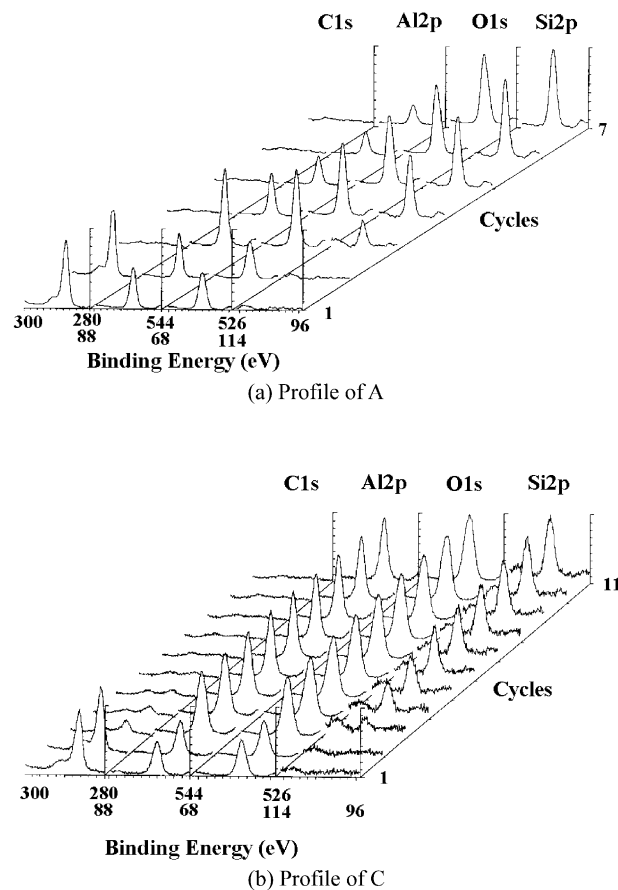 C1s Al2p O1s Si2p
7
Cycles
1
300 280 544 526 96
88 68 114
Binding Energy (eV)
(a) Profile of A
C1s Al2p O1s Si2p
11
Cycles
1
300 280 544 526
88 68 114 96
Binding Energy (eV)
(b) Profile of C